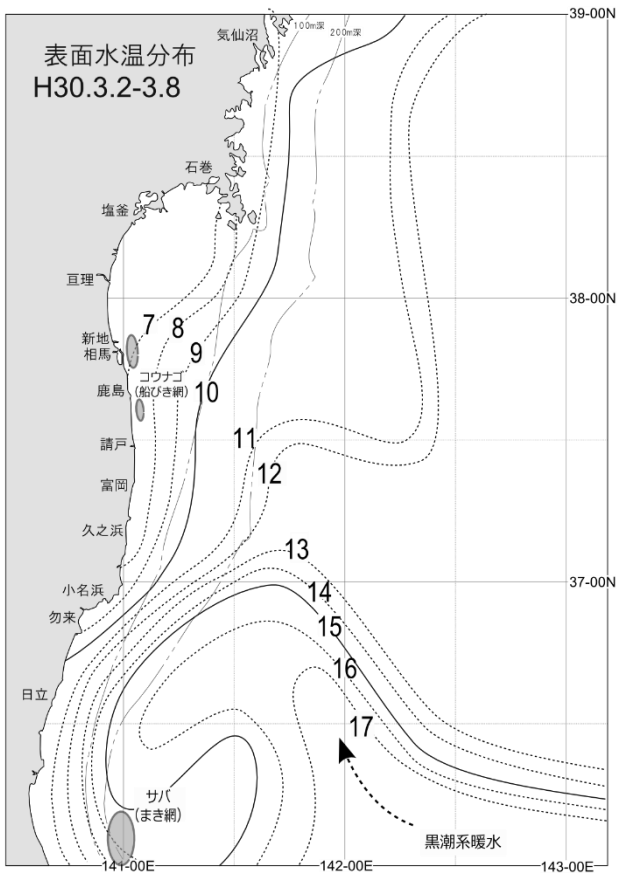 39-00N
気仙沼
100m深
200m深
表面水温分布
H30.3.2-3.8
石巻
塩釜
亘理
38-00N
7
8
新地
相馬
9
コウナゴ
(船びき網)
鹿島
10
11
請戸
12
富岡
久之浜
13
37-00N
小名浜
14
勿来
15
16
日立
17
サバ
(まき網)
黒潮系暖水
141-00E
142-00E
143-00E